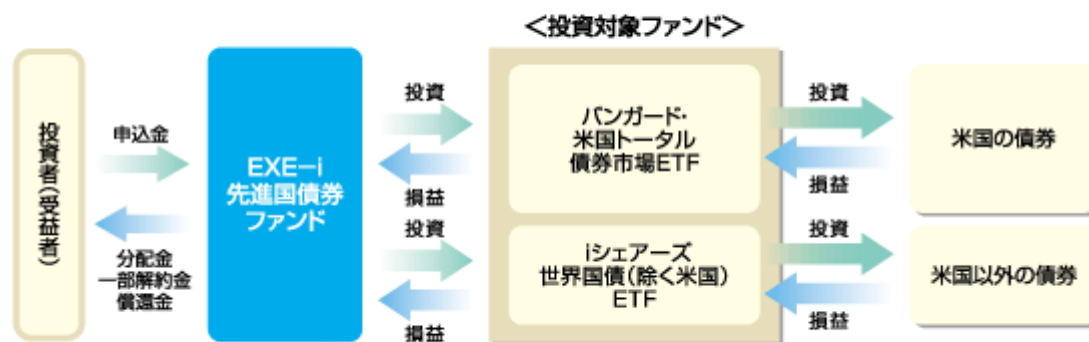 ＜投資対象ファンド＞
投資者(受益者)
申込金
分配金
一部解約金
償還金
EXE－i
先進国債券
ファンド
投資
損益
投資
損益
バンガード・
米国トータル
債券市場ETF
iシェアーズ
世界国債(除く米国)
ETF
投資
損益
投資
損益
米国の債券
米国以外の債券